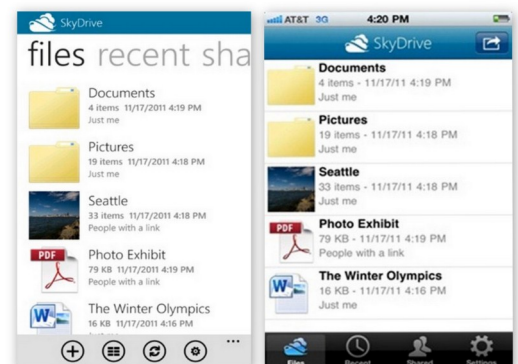 SkyDrive
files recent sha
Documents
4 items 11/17/2011 4:19 PM
Just me
Pictures
19 items 11/17/2011 4:18 PM
Just me
Seattle
33 items 11/17/2011 4:18 PM
People with a link
PDF
Photo Exhibit
79 KB 11/17/2011 4:19 PM
People with a link
W
The Winter Olympics
16 KB 11/17/2011 4:16 PM
AT&T 3G 4:20 PM
SkyDrive
Documents
4 items - 11/17/11 4:19 PM
Just me
Pictures
19 items - 11/17/11 4:18 PM
Just me
Seattle
33 items - 11/17/11 4:18 PM
Just me
PDF
Photo Exhibit
79 KB - 11/17/11 4:19 PM
People with a link
W
The Winter Olympics
16 KB - 11/17/11 4:16 PM
Just me
Files Recent Shared Settings